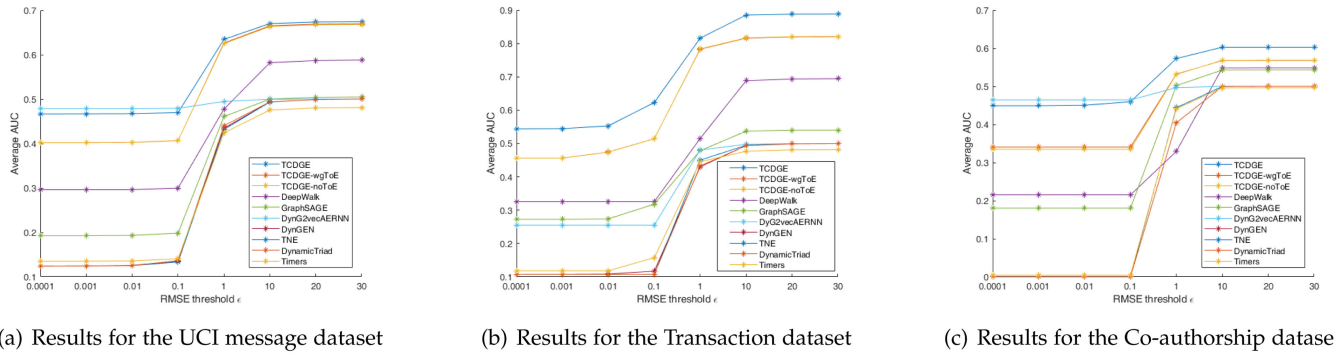 0.7
0.6
0.5
0.4
0.3
0.2
0.1
Average AUC
0.0001 0.001 0.01 0.1 1 10 20 30
RMSE threshold ϵ
TCDGE
TCDGE-wgToE
TCDGE-noToE
DeepWalk
GraphSAGE
DynG2vecAERNN
DynGEN
TNE
DynamicTriad
Timers
(a) Results for the UCI message dataset
0.9
0.8
0.7
0.6
0.5
0.4
0.3
0.2
0.1
Average AUC
0.0001 0.001 0.01 0.1 1 10 20 30
RMSE threshold ϵ
TCDGE
TCDGE-wgToE
TCDGE-noToE
DeepWalk
GraphSAGE
DyG2vecAERNN
DynGEN
TNE
DynamicTriad
Timers
(b) Results for the Transaction dataset
0.7
0.6
0.5
0.4
0.3
0.2
0.1
0
Average AUC
0.0001 0.001 0.01 0.1 1 10 20 30
RMSE threshold ϵ
TCDGE
TCDGE-wgToE
TCDGE-noToE
DeepWalk
GraphSAGE
DynG2vecAERNN
DynGEN
TNE
DynamicTriad
Timers
(c) Results for the Co-authorship datase